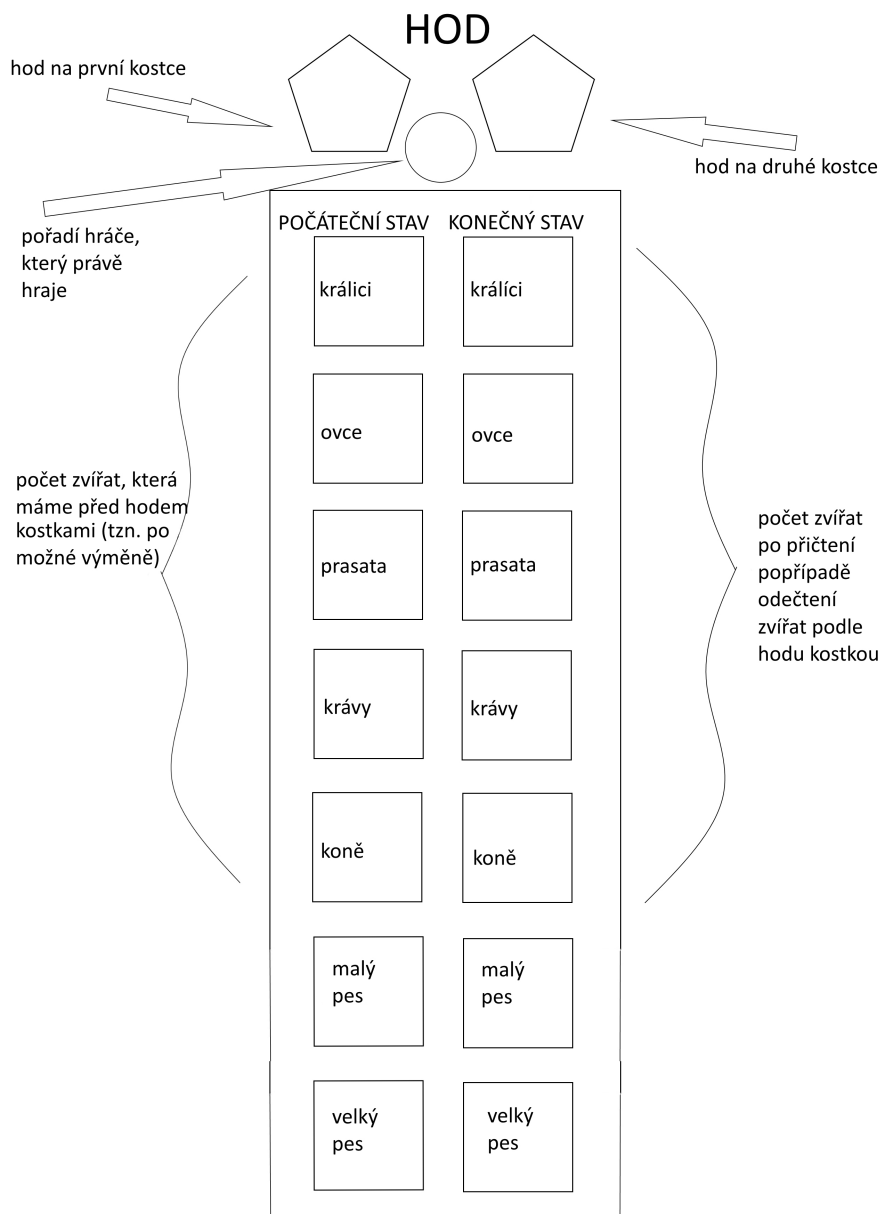 HOD
hod na první kostce
hod na druhé kostce
pořadí hráče,
který právě
hraje
POČÁTEČNÍ STAV
KONEČNÝ STAV
králici
králíci
ovce
ovce
počet zvířat, která
máme před hodem
kostkami (tzn. po
možné výměně)
počet zvířat
po přičtení
popřípadě
odečtení
zvířat podle
hodu kostkou
prasata
prasata
krávy
krávy
koně
koně
malý
pes
malý
pes
velký
pes
velký
pes